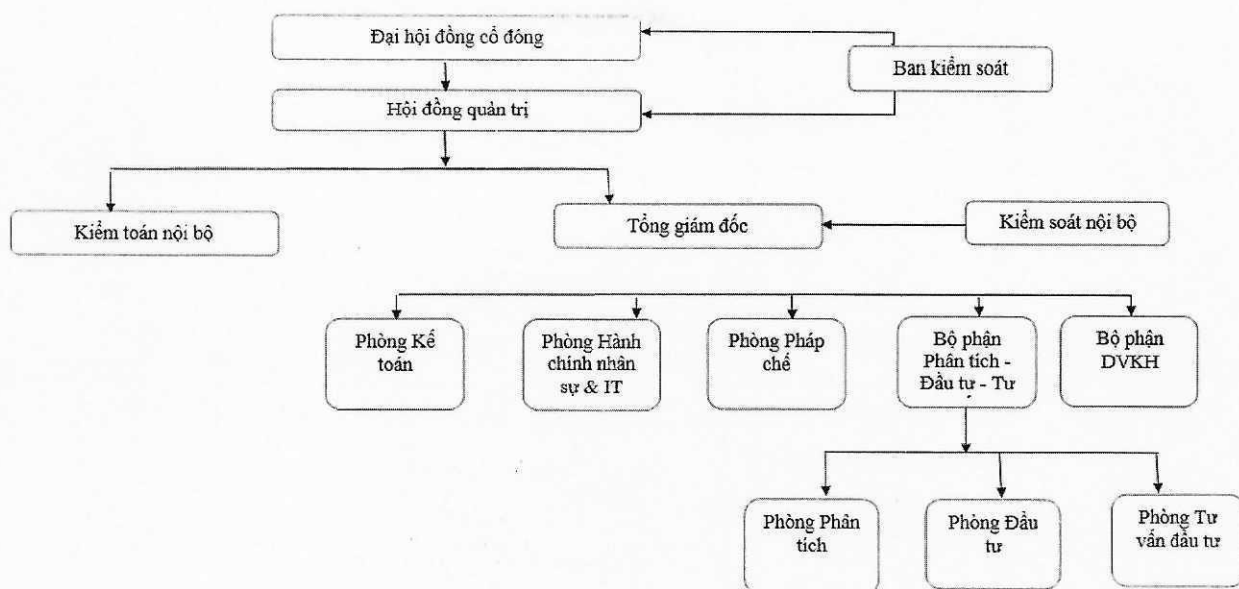 Đại hội đồng cổ đóng
Ban kiểm soát
Hội đồng quản trị
Kiểm toán nội bộ
Tổng giám đốc
Kiểm soát nội bộ
Phòng Kế
toán
Phòng Hành
chính nhân
sự & IT
Phòng Pháp
chế
Bộ phận
Phân tích -
Đầu tư - Tư
Bộ phận
DVKH
Phòng Phân
tích
Phòng Đầu
tư
Phòng Tư
vấn đầu tư